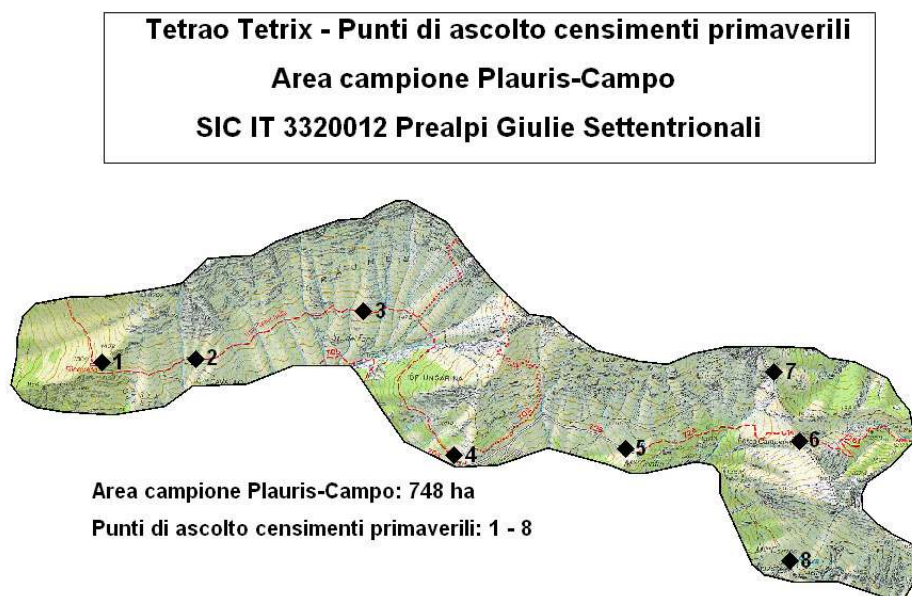 Tetrao Tetrix - Punti di ascolto censimenti primaverili
Area campione Plauris-Campo
SIC IT 3320012 Prealpi Giulie Settentrionali
3
1
2
7
OF UNGARINA
6
5
4
Area campione Plauris-Campo: 748 ha
Punti di ascolto censimenti primaverili: 1 - 8
8